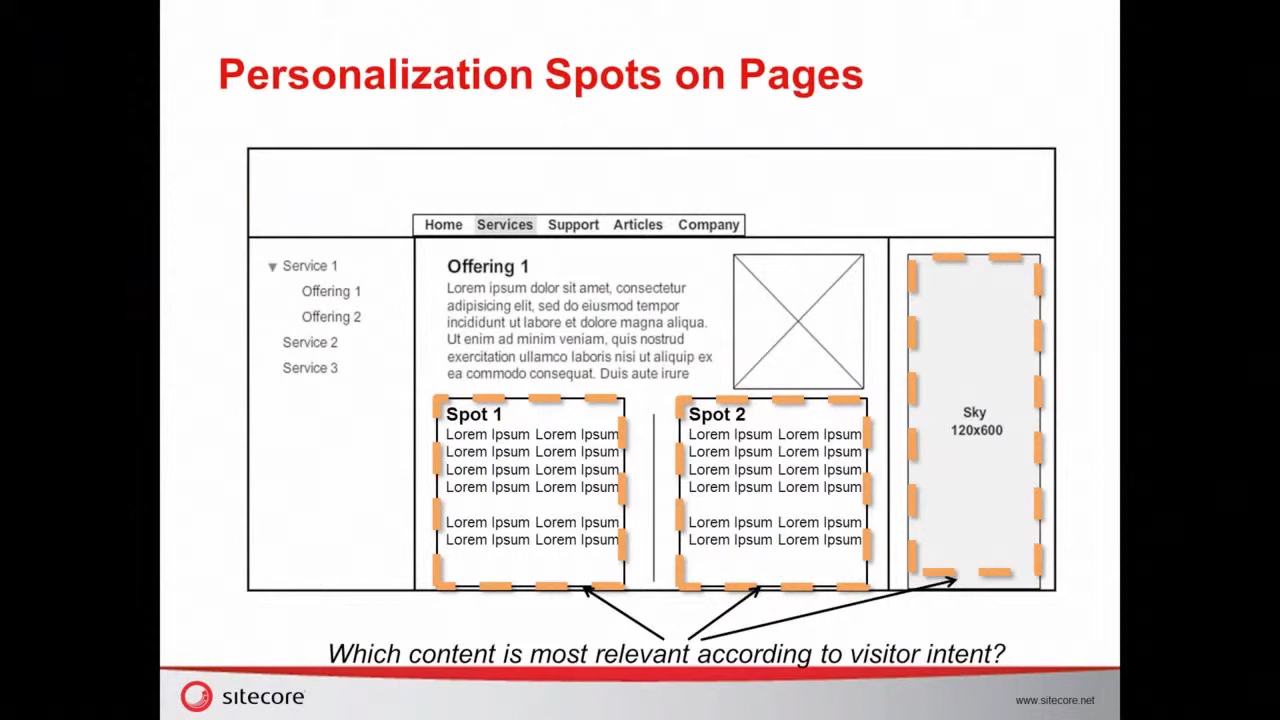 Personalization Spots on Pages
Home Services Support Articles Company
Service 1
Offering 1
Offering 2
Service 2
Service 3
Offering 1
Lorem ipsum dolor sit amet, consectetur
adipisicing elit, sed do eiusmod tempor
incididunt ut labore et dolore magna aliqua.
Ut enim ad minim veniam, quis nostrud
exercitation ullamco laboris nisi ut aliquip ex
ea commodo consequat. Duis aute irure
Spot 1
Lorem Ipsum Lorem Ipsum
Lorem Ipsum Lorem Ipsum
Lorem Ipsum Lorem Ipsum
Lorem Ipsum Lorem Ipsum
Lorem Ipsum Lorem Ipsum
Lorem Ipsum Lorem Ipsum
Spot 2
Lorem Ipsum Lorem Ipsum
Lorem Ipsum Lorem Ipsum
Lorem Ipsum Lorem Ipsum
Lorem Ipsum Lorem Ipsum
Lorem Ipsum Lorem Ipsum
Lorem Ipsum Lorem Ipsum
Sky
120x600
Which content is most relevant according to visitor intent?
sitecore
www.sitecore.net